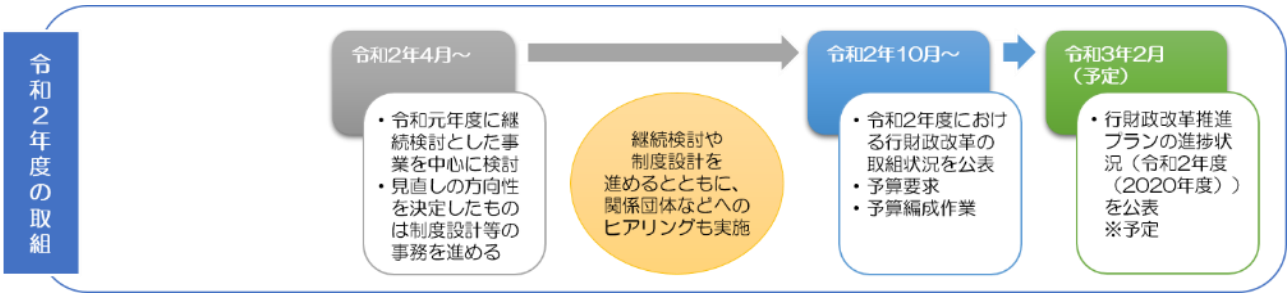 令和2年度の取組
令和2年4月～
・令和元年度に継
続検討とした事
業を中心に検討
・見直しの方向性
を決定したもの
は制度設計等の
事務を進める
継続検討や
制度設計を
進めるとともに、
関係団体などへの
ヒアリングも実施
令和2年10月～
・令和2年度におけ
る行財政改革の
取組状況を公表
・予算要求
・予算編成作業
令和3年2月
（予定）
・行財政改革推進
プランの進捗状
況（令和2年度
（2020年度））
を公表
※予定